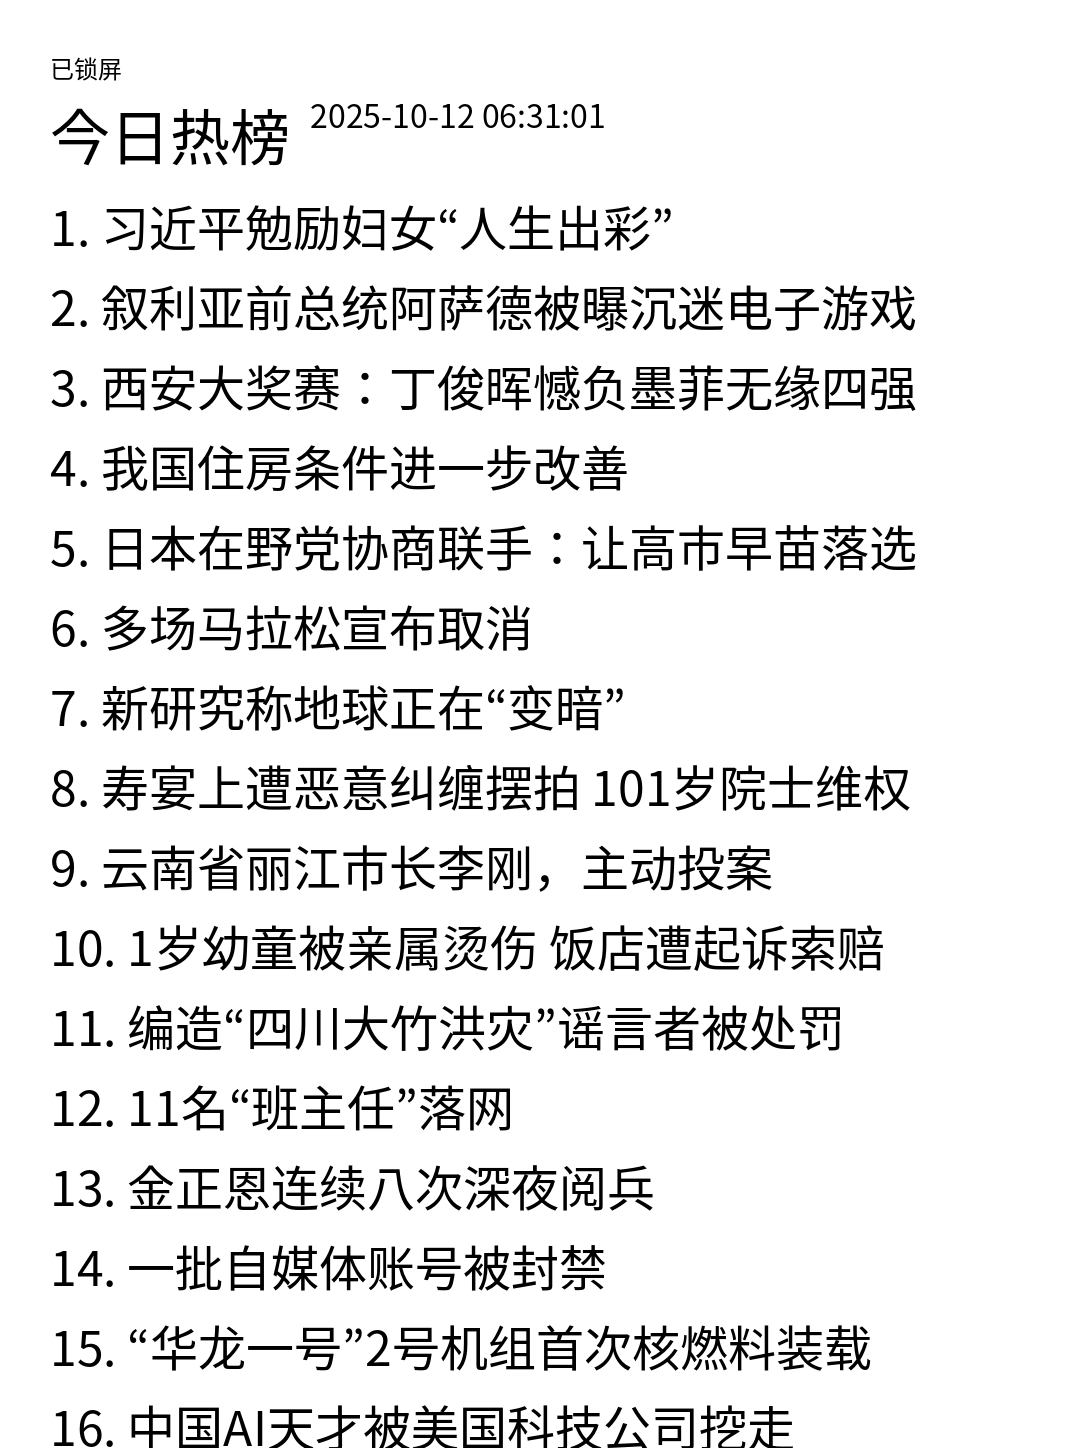 已锁屏
今日热榜 2025-10-12 06:31:01
1. 习近平勉励妇女“人生出彩”
2. 叙利亚前总统阿萨德被曝沉迷电子游戏
3. 西安大奖赛：丁俊晖憾负墨菲无缘四强
4. 我国住房条件进一步改善
5. 日本在野党协商联手：让高市早苗落选
6. 多场马拉松宣布取消
7. 新研究称地球正在“变暗”
8. 寿宴上遭恶意纠缠摆拍 101岁院士维权
9. 云南省丽江市长李刚，主动投案
10. 1岁幼童被亲属烫伤 饭店遭起诉索赔
11. 编造“四川大竹洪灾”谣言者被处罚
12. 11名“班主任”落网
13. 金正恩连续八次深夜阅兵
14. 一批自媒体账号被封禁
15. “华龙一号”2号机组首次核燃料装载
16. 中国AI天才被美国科技公司挖走